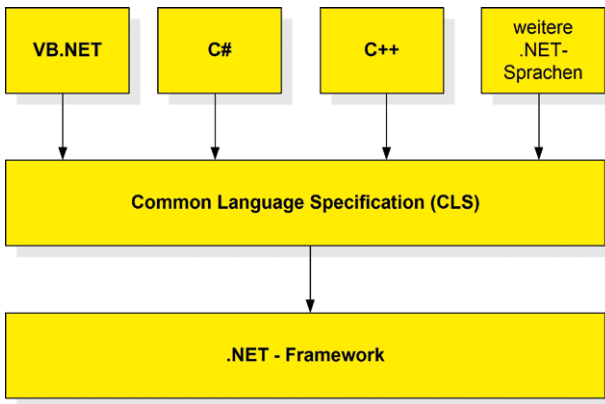 VB.NET
C#
C++
weitere
.NET-
Sprachen
Common Language Specification (CLS)
.NET - Framework